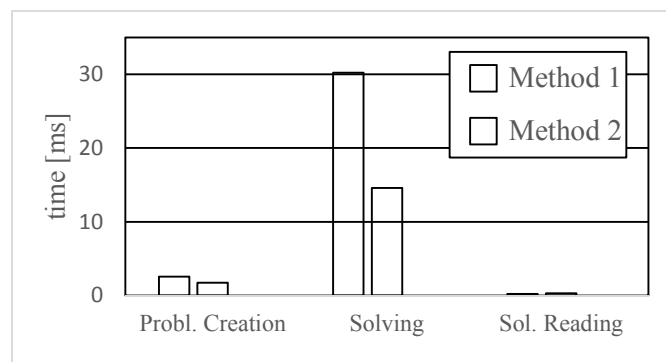 time [ms]
30
20
10
0
Method 1
Method 2
Probl. Creation
Solving
Sol. Reading